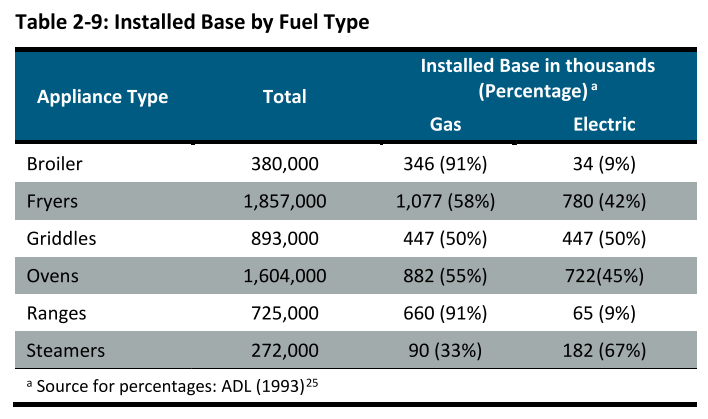 Table 2-9: Installed Base by Fuel Type
Installed Base in thousands
(Percentage) a
Appliance Type Total
Gas Electric
Broiler 380,000 346 (91%) 34 (9%)
Fryers 1,857,000 1,077 (58%) 780 (42%)
Griddles 893,000 447 (50%) 447 (50%)
Ovens 1,604,000 882 (55%) 722(45%)
Ranges 725,000 660 (91%) 65 (9%)
Steamers 272,000 90 (33%) 182 (67%)
a Source for percentages: ADL (1993)25